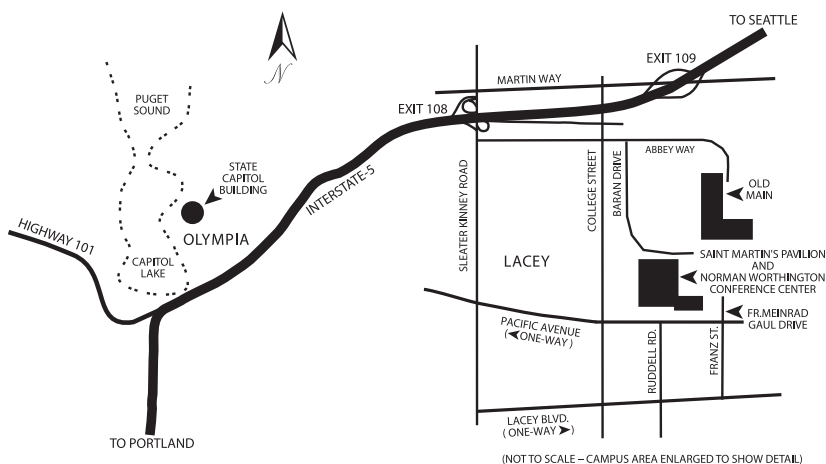 TO SEATTLE
N
EXIT 109
MARTIN WAY
PUGET
SOUND
EXIT 108
STATE
CAPITOL
BUILDING
INTERSTATE-5
SLEATER KINNEY ROAD
COLLEGE STREET
BARAN DRIVE
ABBEY WAY
OLD
MAIN
HIGHWAY 101
OLYMPIA
CAPITOL
LAKE
LACEY
SAINT MARTIN'S PAVILION
AND
NORMAN WORTHINGTON
CONFERENCE CENTER
FR.MEINRAD
GAUL DRIVE
PACIFIC AVENUE
(ONE-WAY )
RUDDELL RD.
FRANZ ST.
LACEY BLVD.
( ONE-WAY )
TO PORTLAND
(NOT TO SCALE – CAMPUS AREA ENLARGED TO SHOW DETAIL)